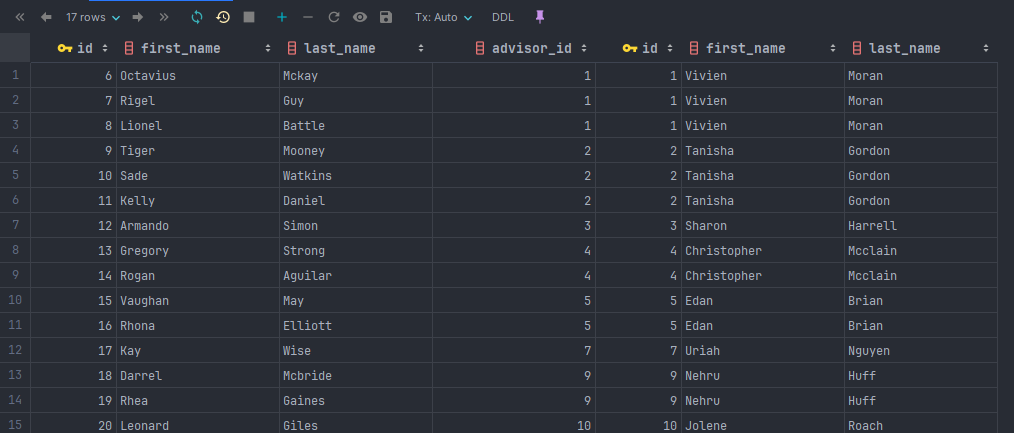 17 rows Tx: Auto DDL
id first_name last_name advisor_id id first_name last_name
1 6 Octavius Mckay 1 1 Vivien Moran
2 7 Rigel Guy 1 1 Vivien Moran
3 8 Lionel Battle 1 1 Vivien Moran
4 9 Tiger Mooney 2 2 Tanisha Gordon
5 10 Sade Watkins 2 2 Tanisha Gordon
6 11 Kelly Daniel 2 2 Tanisha Gordon
7 12 Armando Simon 3 3 Sharon Harrell
8 13 Gregory Strong 4 4 Christopher Mcclain
9 14 Rogan Aguilar 4 4 Christopher Mcclain
10 15 Vaughan May 5 5 Edan Brian
11 16 Rhona Elliott 5 5 Edan Brian
12 17 Kay Wise 7 7 Uriah Nguyen
13 18 Darrel Mcbride 9 9 Nehru Huff
14 19 Rhea Gaines 9 9 Nehru Huff
15 20 Leonard Giles 10 10 Jolene Roach